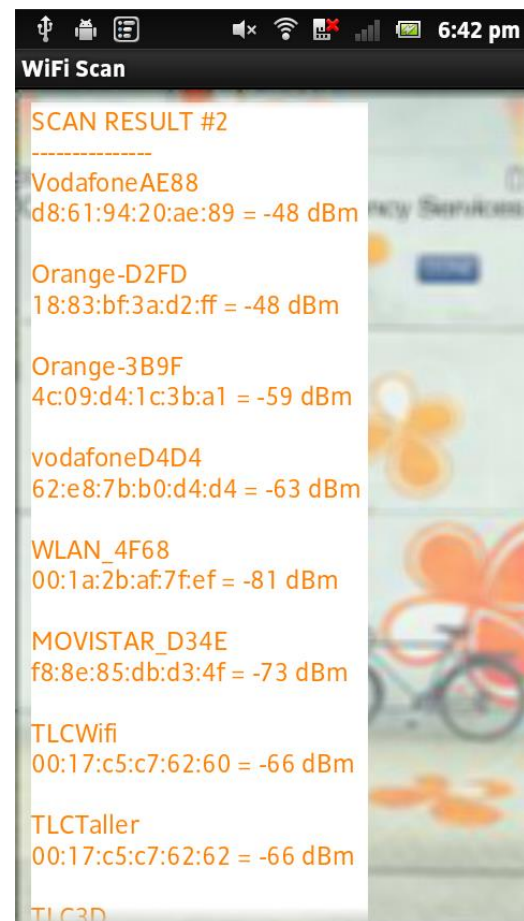 6:42 pm
WiFi Scan
SCAN RESULT #2
---------------
VodafoneAE88
d8:61:94:20:ae:89 = -48 dBm
Orange-D2FD
18:83:bf:3a:d2:ff = -48 dBm
Orange-3B9F
4c:09:d4:1c:3b:a1 = -59 dBm
vodafoneD4D4
62:e8:7b:b0:d4:d4 = -63 dBm
WLAN_4F68
00:1a:2b:af:7f:ef = -81 dBm
MOVISTAR_D34E
f8:8e:85:db:d3:4f = -73 dBm
TLCWifi
00:17:c5:c7:62:60 = -66 dBm
TLCTaller
00:17:c5:c7:62:62 = -66 dBm
TLC3D